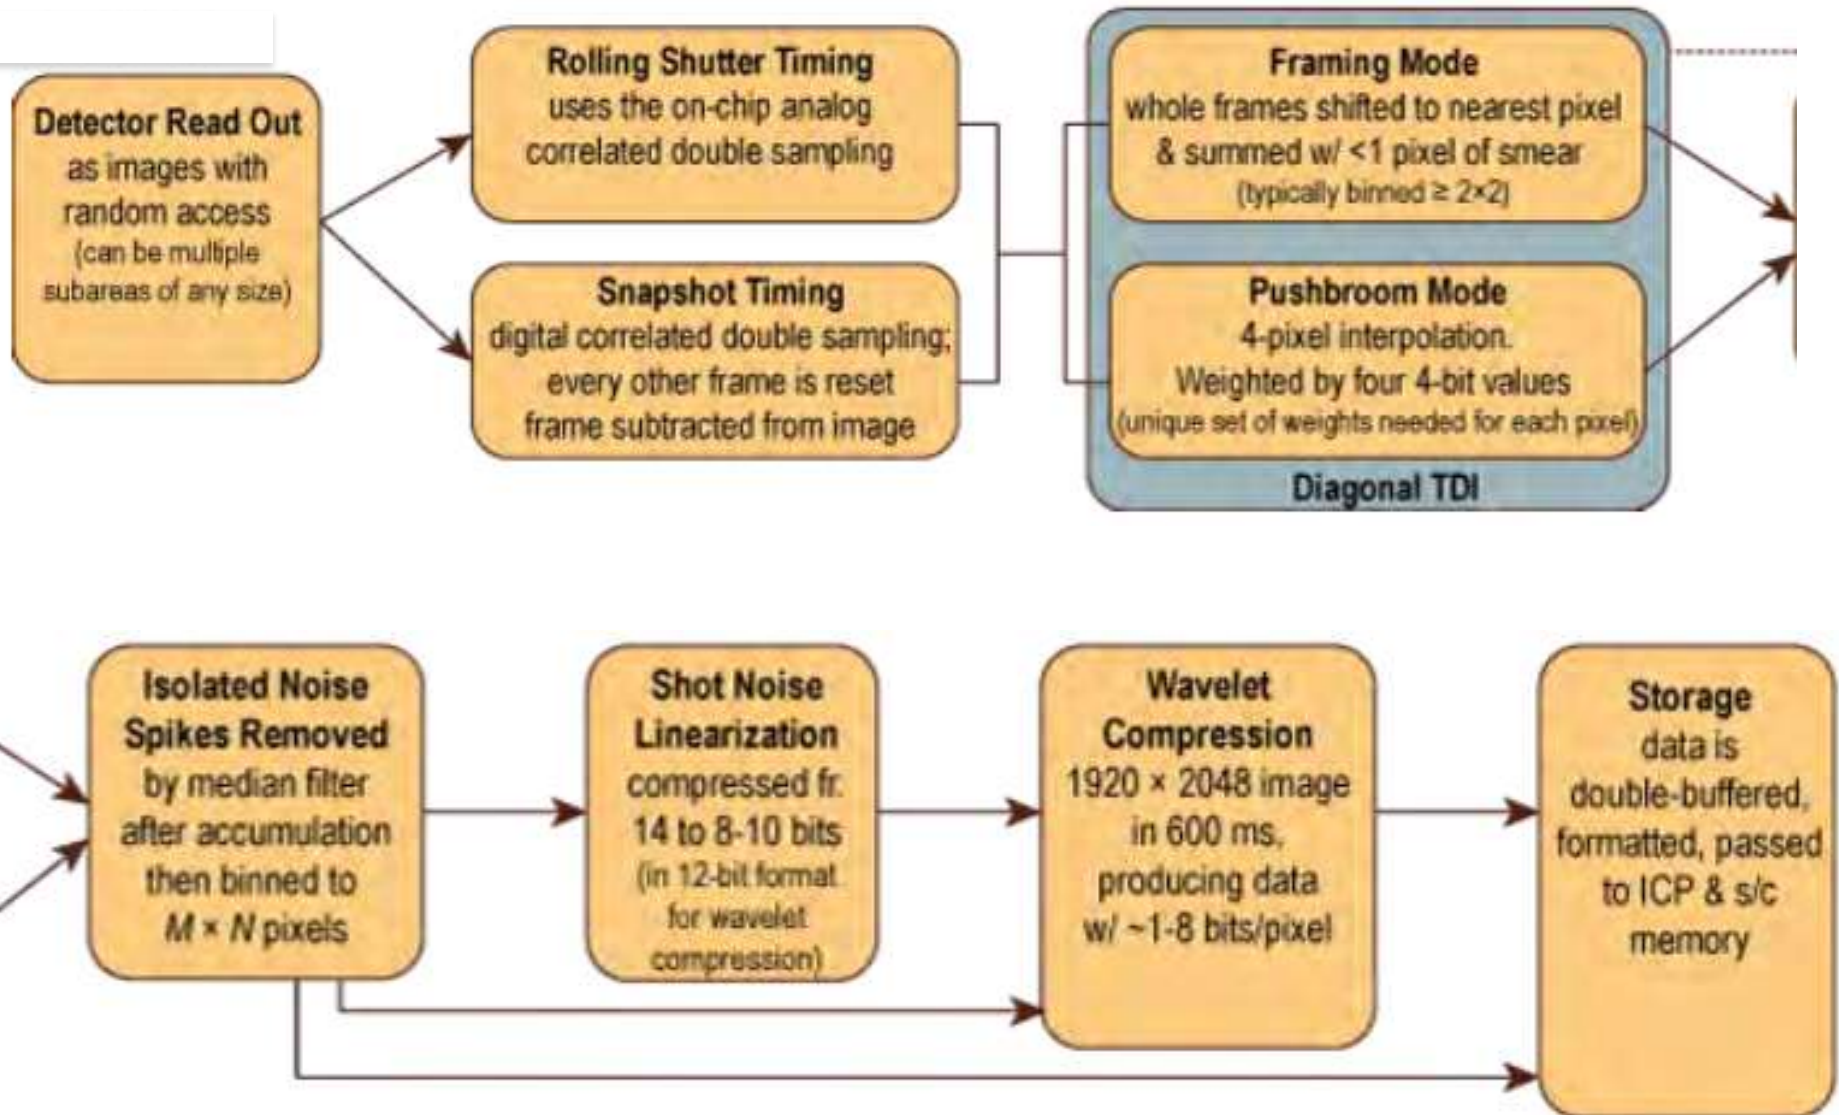 Detector Read Out
as images with
random access
(can be multiple
subareas of any size)
Rolling Shutter Timing
uses the on-chip analog
correlated double sampling
Snapshot Timing
digital correlated double sampling;
every other frame is reset
frame subtracted from image
Framing Mode
whole frames shifted to nearest pixel
& summed w/ <1 pixel of smear
(typically binned ≥ 2×2)
Pushbroom Mode
4-pixel interpolation.
Weighted by four 4-bit values
(unique set of weights needed for each pixel)
Diagonal TDI
Isolated Noise
Spikes Removed
by median filter
after accumulation
then binned to
M × N pixels
Shot Noise
Linearization
compressed fr.
14 to 8-10 bits
(in 12-bit format
for wavelet
compression)
Wavelet
Compression
1920 × 2048 image
in 600 ms,
producing data
w/ ~1-8 bits/pixel
Storage
data is
double-buffered,
formatted, passed
to ICP & s/c
memory